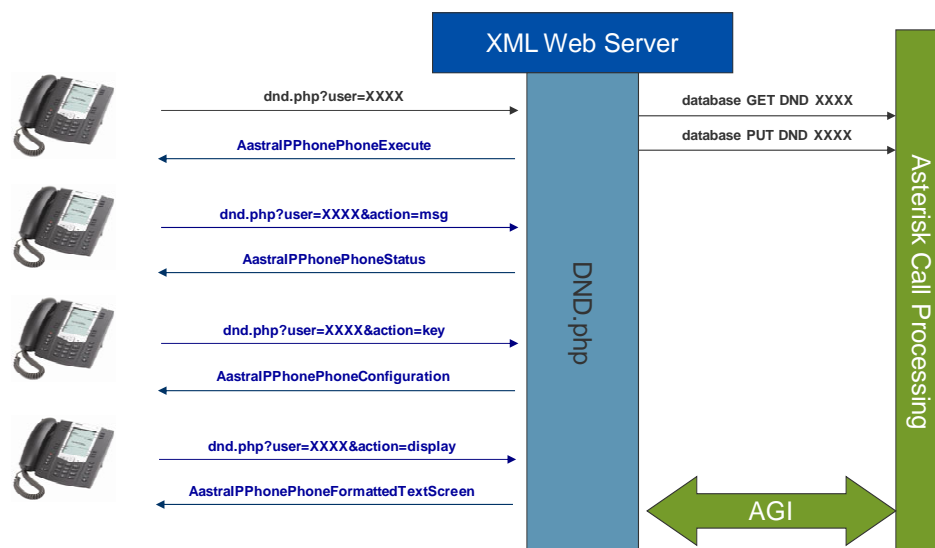 XML Web Server
dnd.php?user=XXXX
database GET DND XXXX
database PUT DND XXXX
AastraIPPhonePhoneExecute
dnd.php?user=XXXX&action=msg
AastraIPPhonePhoneStatus
DND.php
Asterisk Call Processing
dnd.php?user=XXXX&action=key
AastraIPPhonePhoneConfiguration
dnd.php?user=XXXX&action=display
AastraIPPhonePhoneFormattedTextScreen
AGI